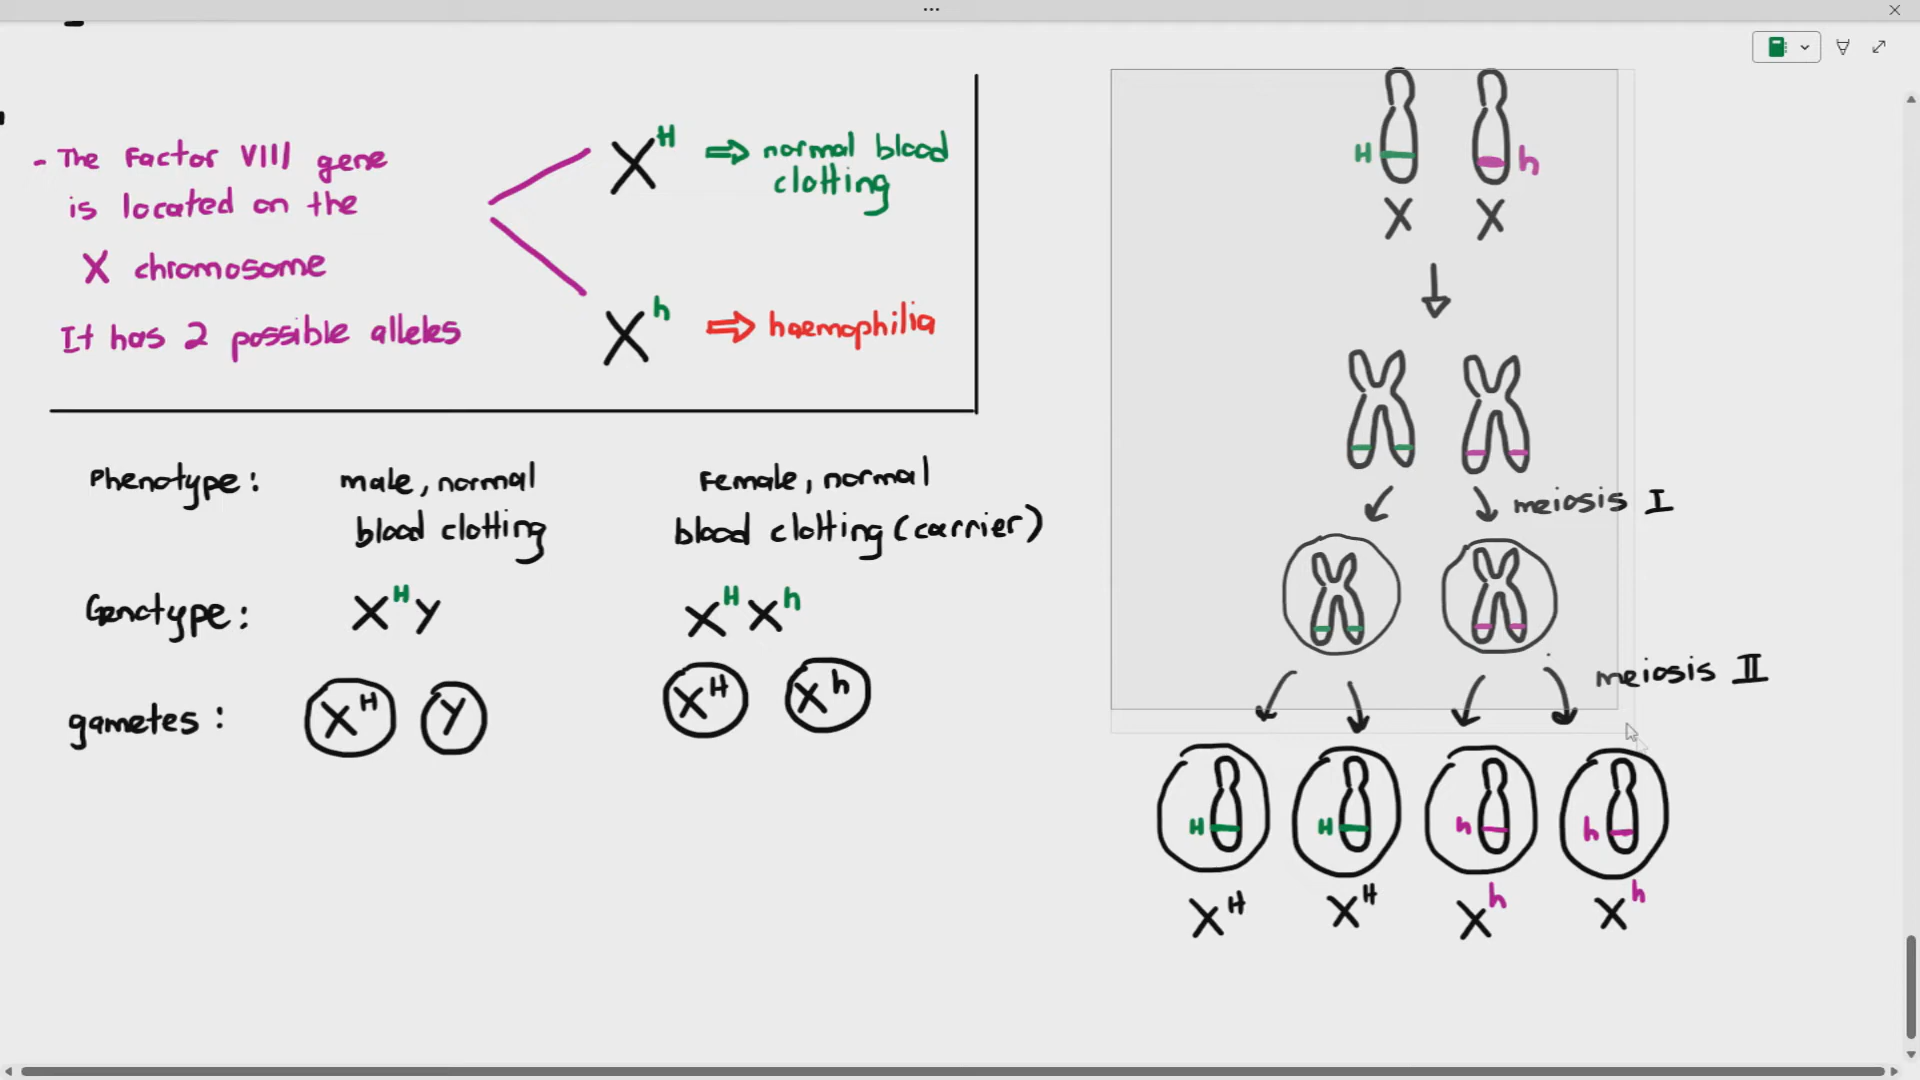 - The Factor VIII gene
is located on the
X chromosome
It has 2 possible alleles
X^H ⇒ normal blood
clotting
X^h ⇒ haemophilia
Phenotype: male, normal
blood clotting
Female, normal
blood clotting (carrier)
Genotype: X^H Y
X^H X^h
gametes: X^H Y
X^H X^h
H h
X X
meiosis I
meiosis II
H H h h
X^H X^H X^h X^h